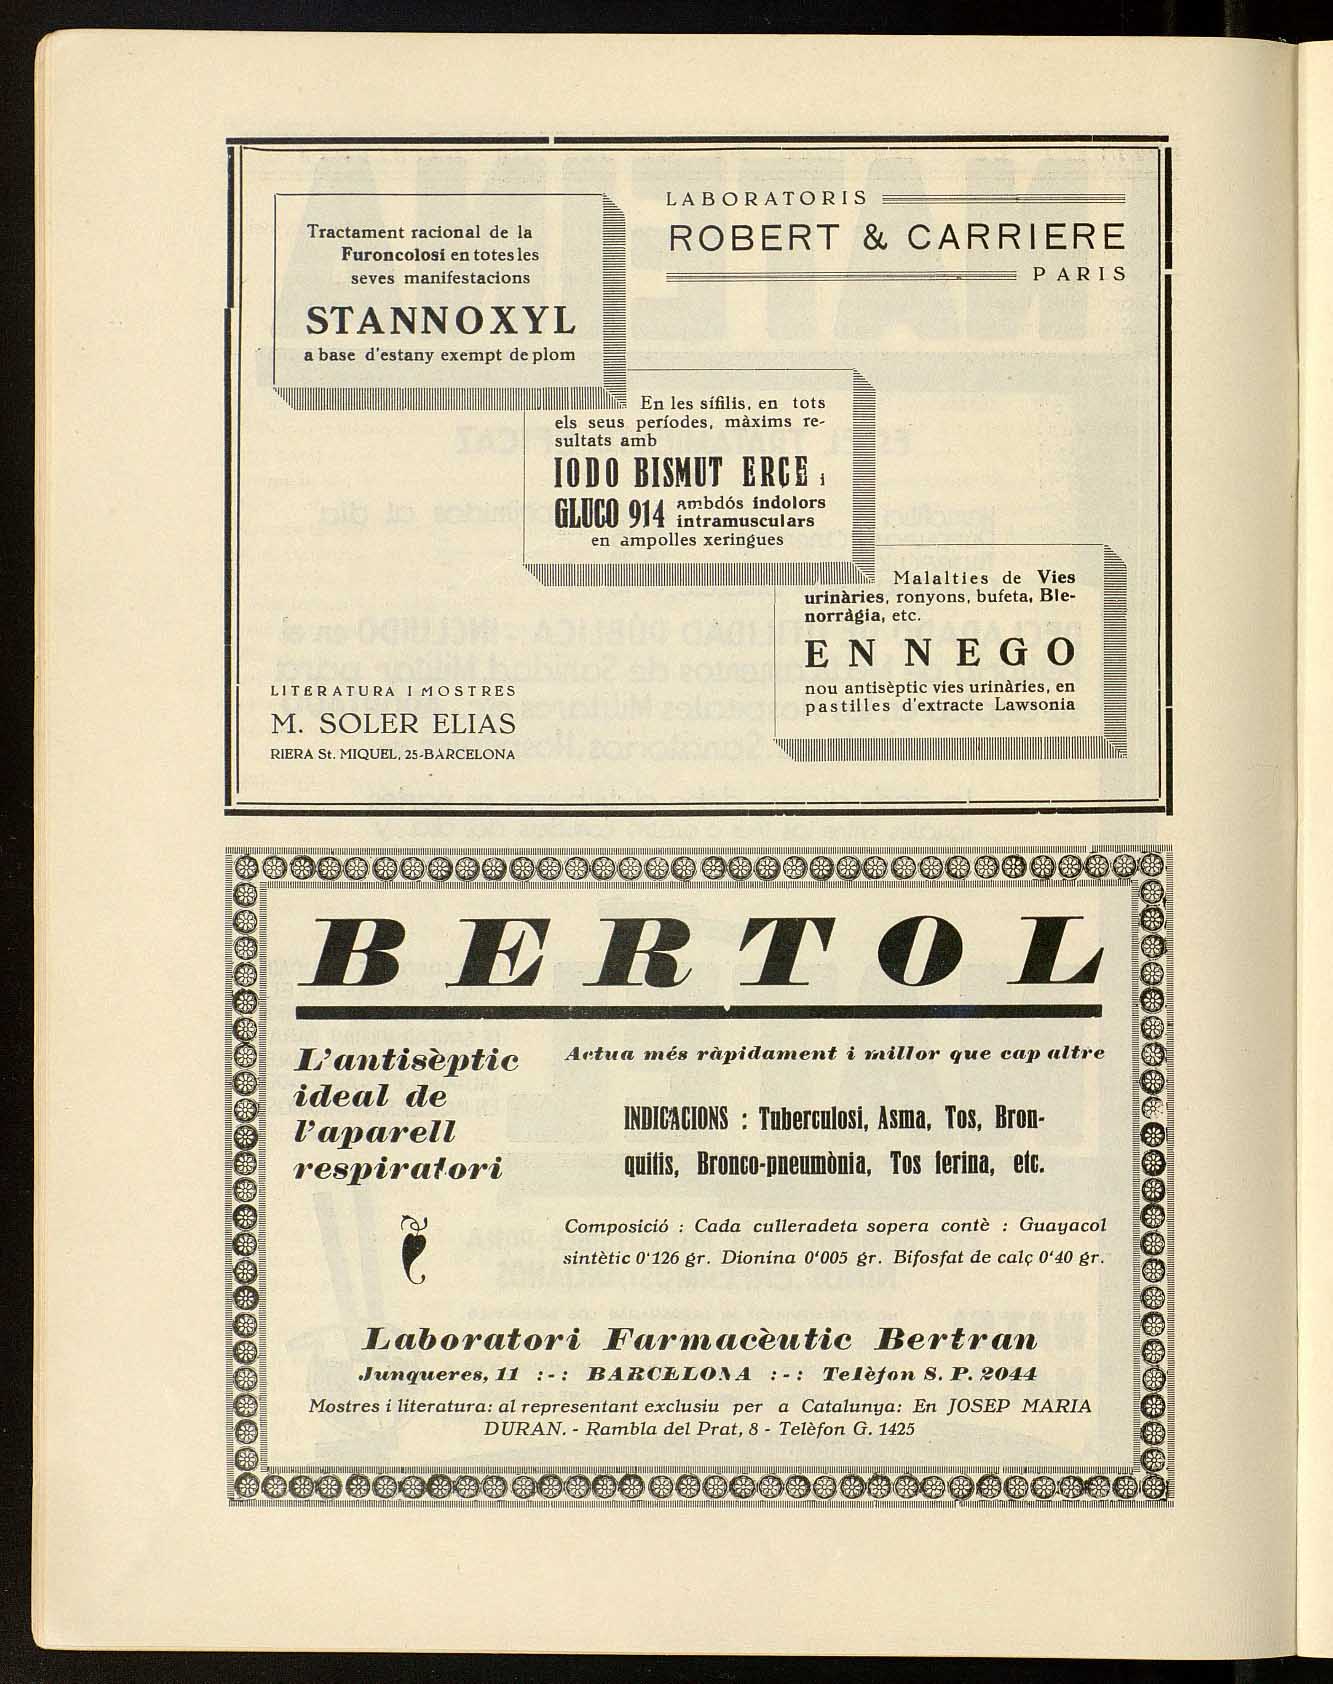 LABORATORIS
ROBERT & CARRIERE
PARIS
Tractament racional de la
Furoncolosi en totes les
seves manifestacions
STANNOXYL
a base d'estany exempt de plom
En les sífilis, en tots
els seus períodes, màxims re-
sultats amb
IODO BISMUT ERÇE i
GLUCO 914 ambdós indolors
intramusculars
en ampolles xeringues
Malalties de Vies
urinàries, ronyons, bufeta, Ble-
norràgia, etc.
ENNEGO
nou antisèptic vies urinàries, en
pastilles d'extracte Lawsonia
LITERATURA I MOSTRES
M. SOLER ELIAS
RIERA St. MIQUEL, 25-BARCELONA
BERTOL
L'antisèptic
ideal de
l'aparell
respiratori
Actua més ràpidament i millor que cap altre
INDICACIONS : Tuberculosi, Asma, Tos, Bron-
quitis, Bronco-pneumònia, Tos ferina, etc.
Composició : Cada culleradeta sopera contè : Guayacol
sintètic 0'126 gr. Dionina 0'005 gr. Bifosfat de calç 0'40 gr.
Laboratori Farmacèutic Bertran
Junqueres, 11 :-: BARCELONA :-: Telèfon S. P. 2044
Mostres i literatura: al representant exclusiu per a Catalunya: En JOSEP MARIA
DURAN. - Rambla del Prat, 8 - Telèfon G. 1425